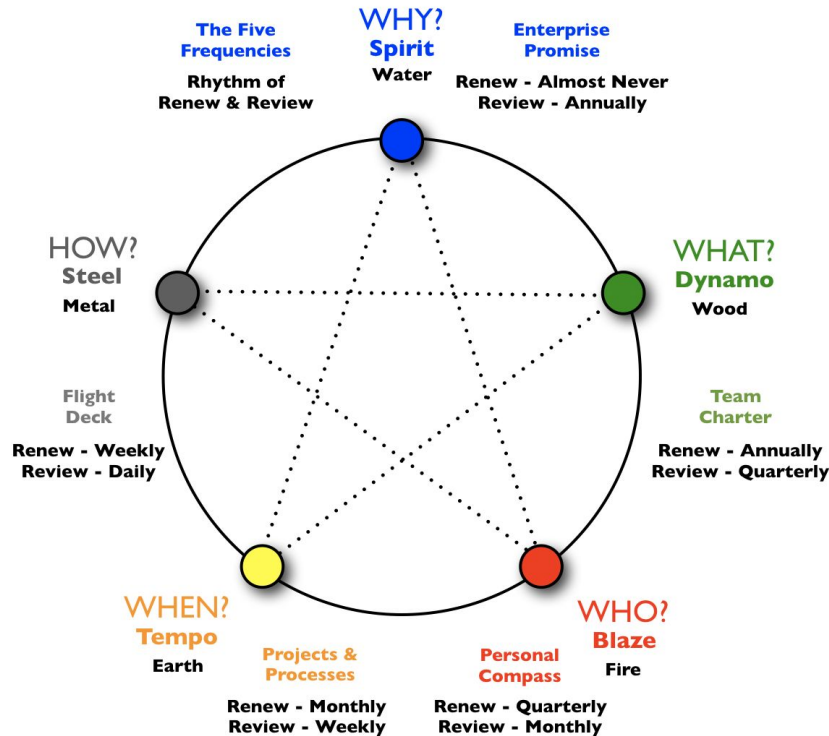 The Five
Frequencies
Rhythm of
Renew & Review
WHY?
Spirit
Water
Enterprise
Promise
Renew - Almost Never
Review - Annually
HOW?
Steel
Metal
WHAT?
Dynamo
Wood
Flight
Deck
Renew - Weekly
Review - Daily
Team
Charter
Renew - Annually
Review - Quarterly
WHEN?
Tempo
Earth
Projects &
Processes
Renew - Monthly
Review - Weekly
Personal
Compass
Renew - Quarterly
Review - Monthly
WHO?
Blaze
Fire